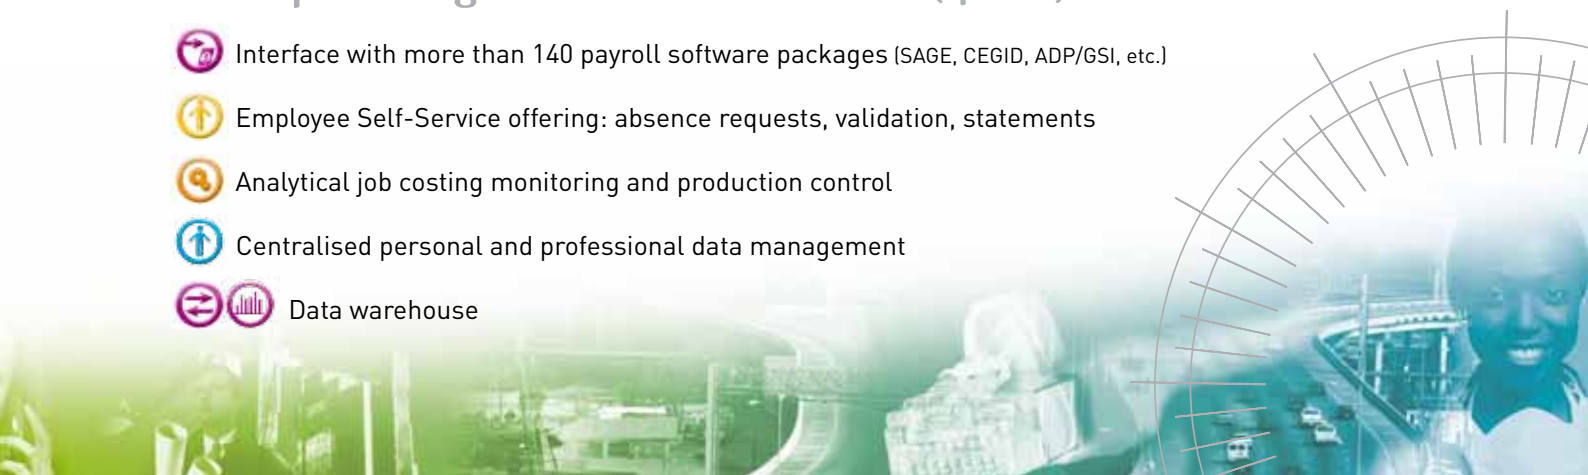 Interface with more than 140 payroll software packages (SAGE, CEGID, ADP/GSI, etc.)
Employee Self-Service offering: absence requests, validation, statements
Analytical job costing monitoring and production control
Centralised personal and professional data management
Data warehouse